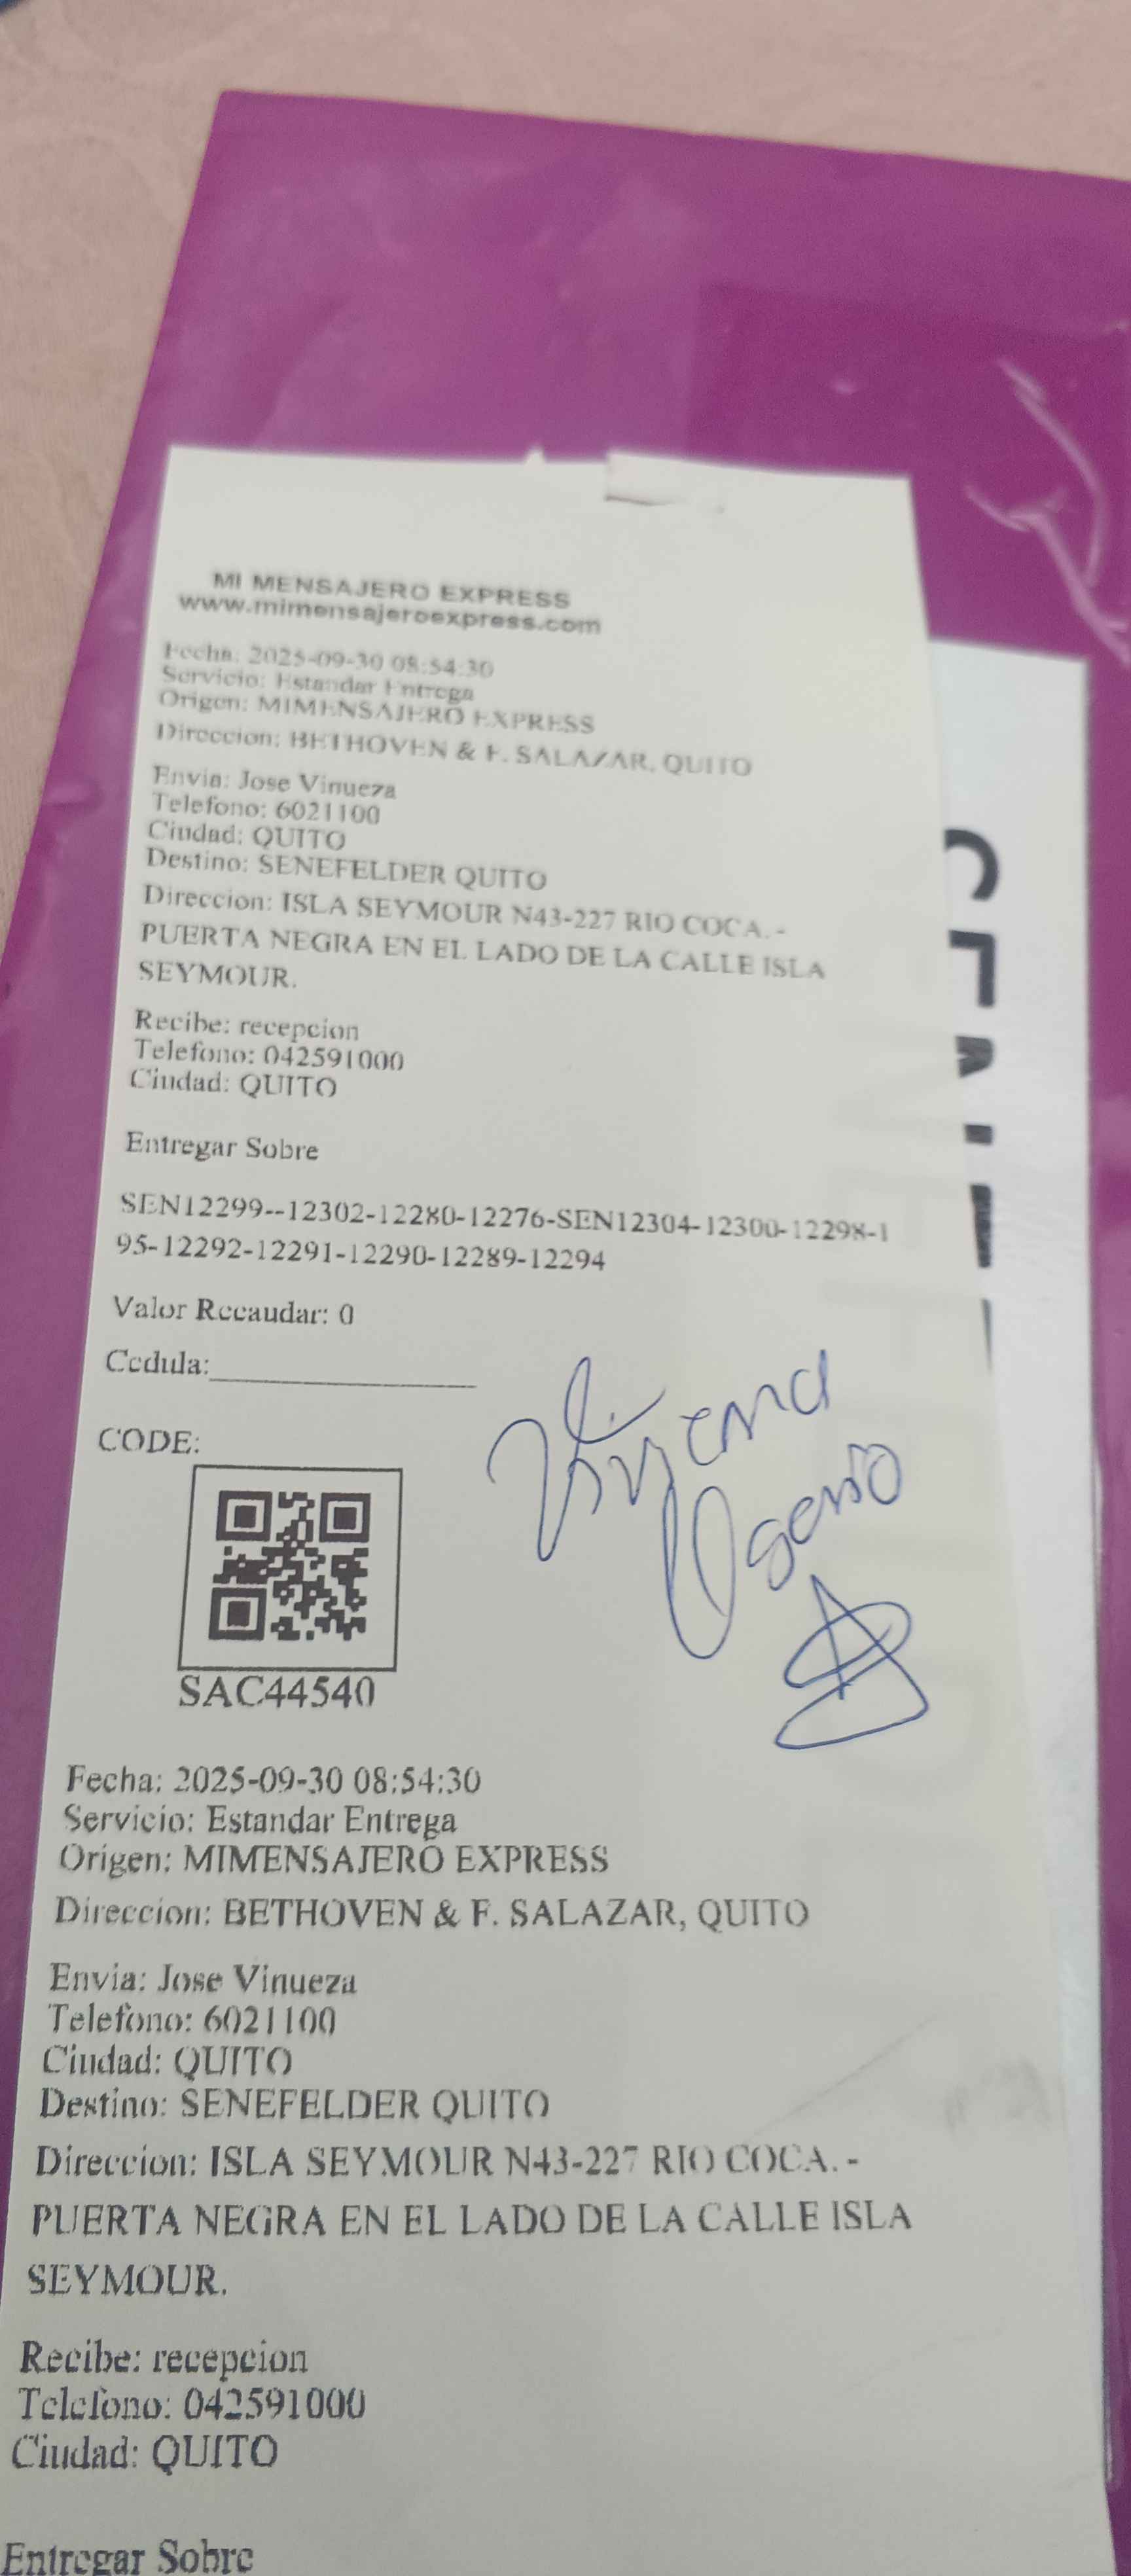 MI MENSAJERO EXPRESS
www.mimensajeroexpress.com
Fecha: 2025-09-30 08:54:30
Servicio: Estandar Entrega
Origen: MIMENSAJERO EXPRESS
Direccion: BETHOVEN & F. SALAZAR, QUITO
Envia: Jose Vinueza
Telefono: 6021100
Ciudad: QUITO
Destino: SENEFELDER QUITO
Direccion: ISLA SEYMOUR N43-227 RIO COCA. -
PUERTA NEGRA EN EL LADO DE LA CALLE ISLA
SEYMOUR.
Recibe: recepcion
Telefono: 042591000
Ciudad: QUITO
Entregar Sobre
SEN12299--12302-12280-12276-SEN12304-12300-12298-1
95-12292-12291-12290-12289-12294
Valor Recaudar: 0
Cedula:
CODE:
SAC44540
Fecha: 2025-09-30 08:54:30
Servicio: Estandar Entrega
Origen: MIMENSAJERO EXPRESS
Direccion: BETHOVEN & F. SALAZAR, QUITO
Envia: Jose Vinueza
Telefono: 6021100
Ciudad: QUITO
Destino: SENEFELDER QUITO
Direccion: ISLA SEYMOUR N43-227 RIO COCA. -
PUERTA NEGRA EN EL LADO DE LA CALLE ISLA
SEYMOUR.
Recibe: recepcion
Telefono: 042591000
Ciudad: QUITO
Entregar Sobre